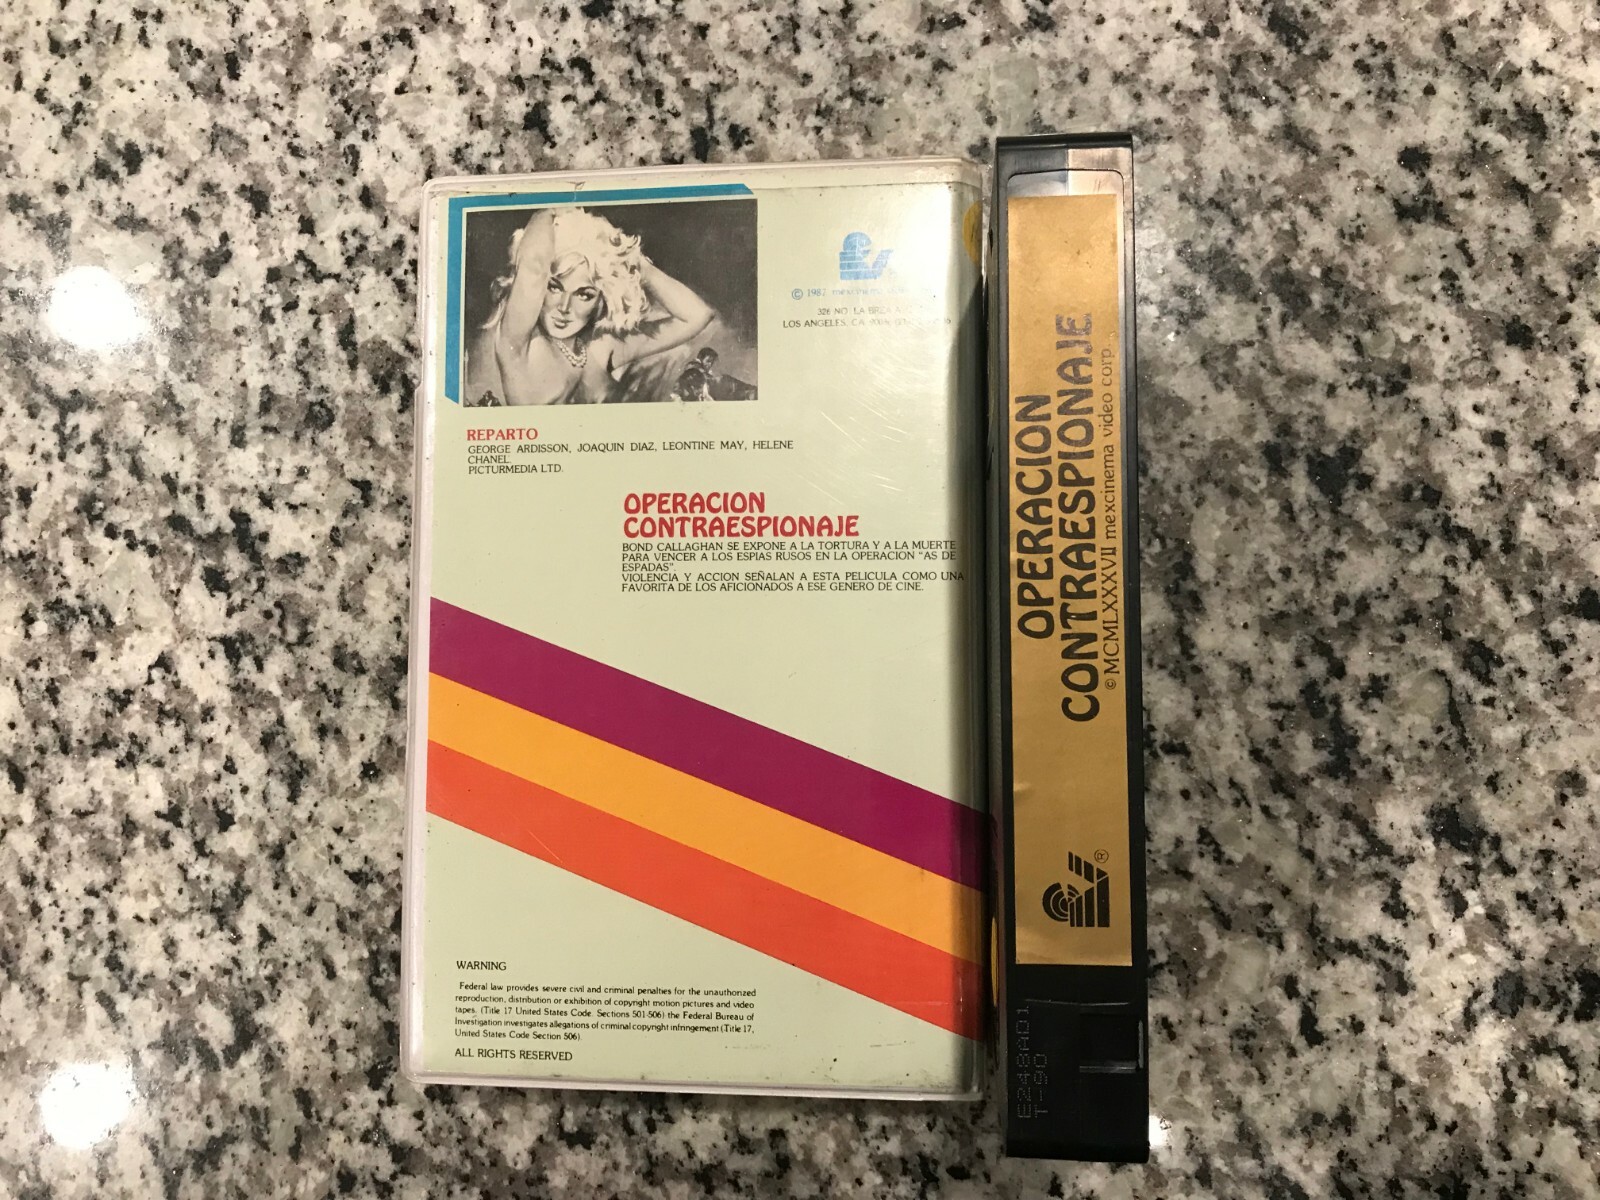 © 1982
LOS ANGELES, CA
REPARTO
GEORGE ARDISSON, JOAQUIN DIAZ, LEONTINE MAY, HELENE
CHANEL.
PICTURMEDIA LTD.
OPERACION
CONTRAESPIONAJE
BOND CALLAGHAN SE EXPONE A LA TORTURA Y A LA MUERTE
PARA VENCER A LOS ESPIAS RUSOS EN LA OPERACION "AS DE
ESPADAS".
VIOLENCIA Y ACCION SEÑALAN A ESTA PELICULA COMO UNA
FAVORITA DE LOS AFICIONADOS A ESE GENERO DE CINE.
WARNING
Federal law provides severe civil and criminal penalties for the unauthorized
reproduction, distribution or exhibition of copyright motion pictures and video
tapes. (Title 17 United States Code. Sections 501-506) the Federal Bureau of
Investigation investigates allegations of criminal copyright infringement (Title 17,
United States Code Section 506).
ALL RIGHTS RESERVED
OPERACION
CONTRAESPIONAJE
© MCMLXXXVII mexcinema video corp.
®
E248AD1
T-90